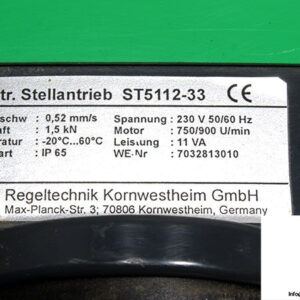 tr. Stellantrieb ST5112-33 CE
schw : 0,52 mm/s Spannung : 230 V 50/60 Hz
aft : 1,5 kN Motor : 750/900 U/min
ratur : -20°C...60°C Leistung : 11 VA
art : IP 65 WE-Nr : 7032813010
Regeltechnik Kornwestheim GmbH
Max-Planck-Str. 3; 70806 Kornwestheim, Germany